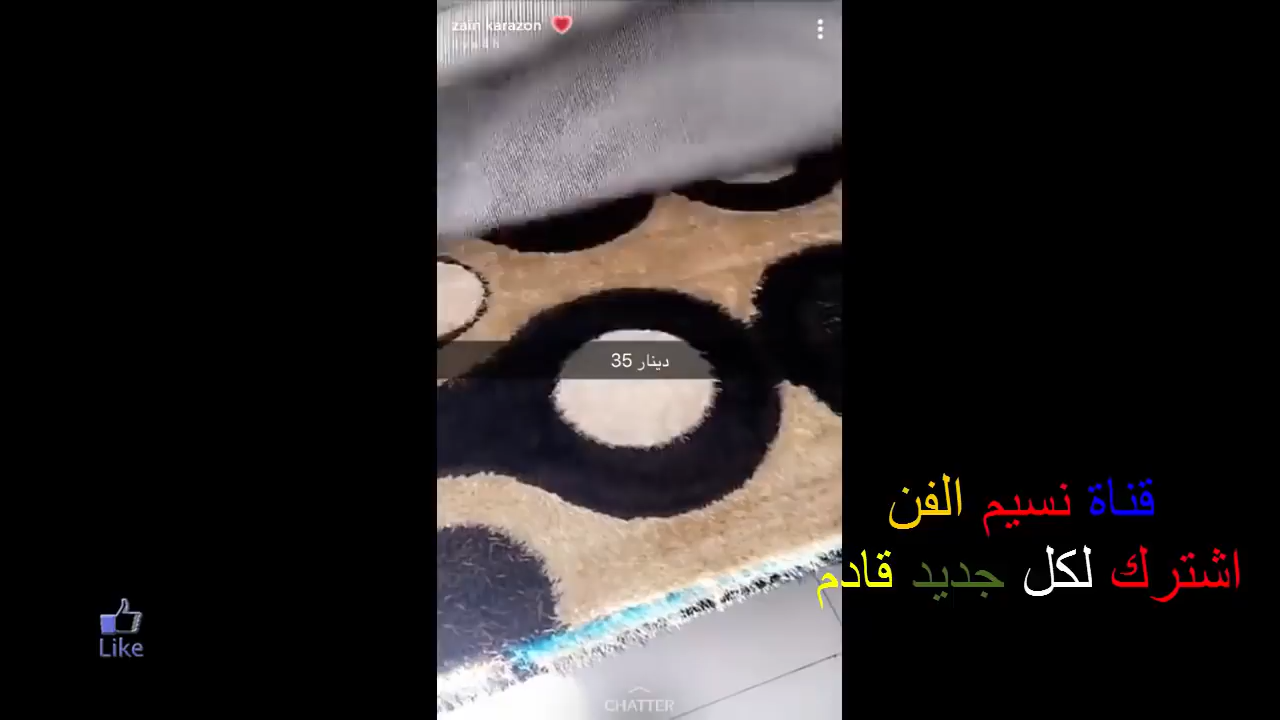 zain karazon ❤️
35 دينار
قناة نسيم الفن
اشترك لكل جديد قادم
Like
CHATTER